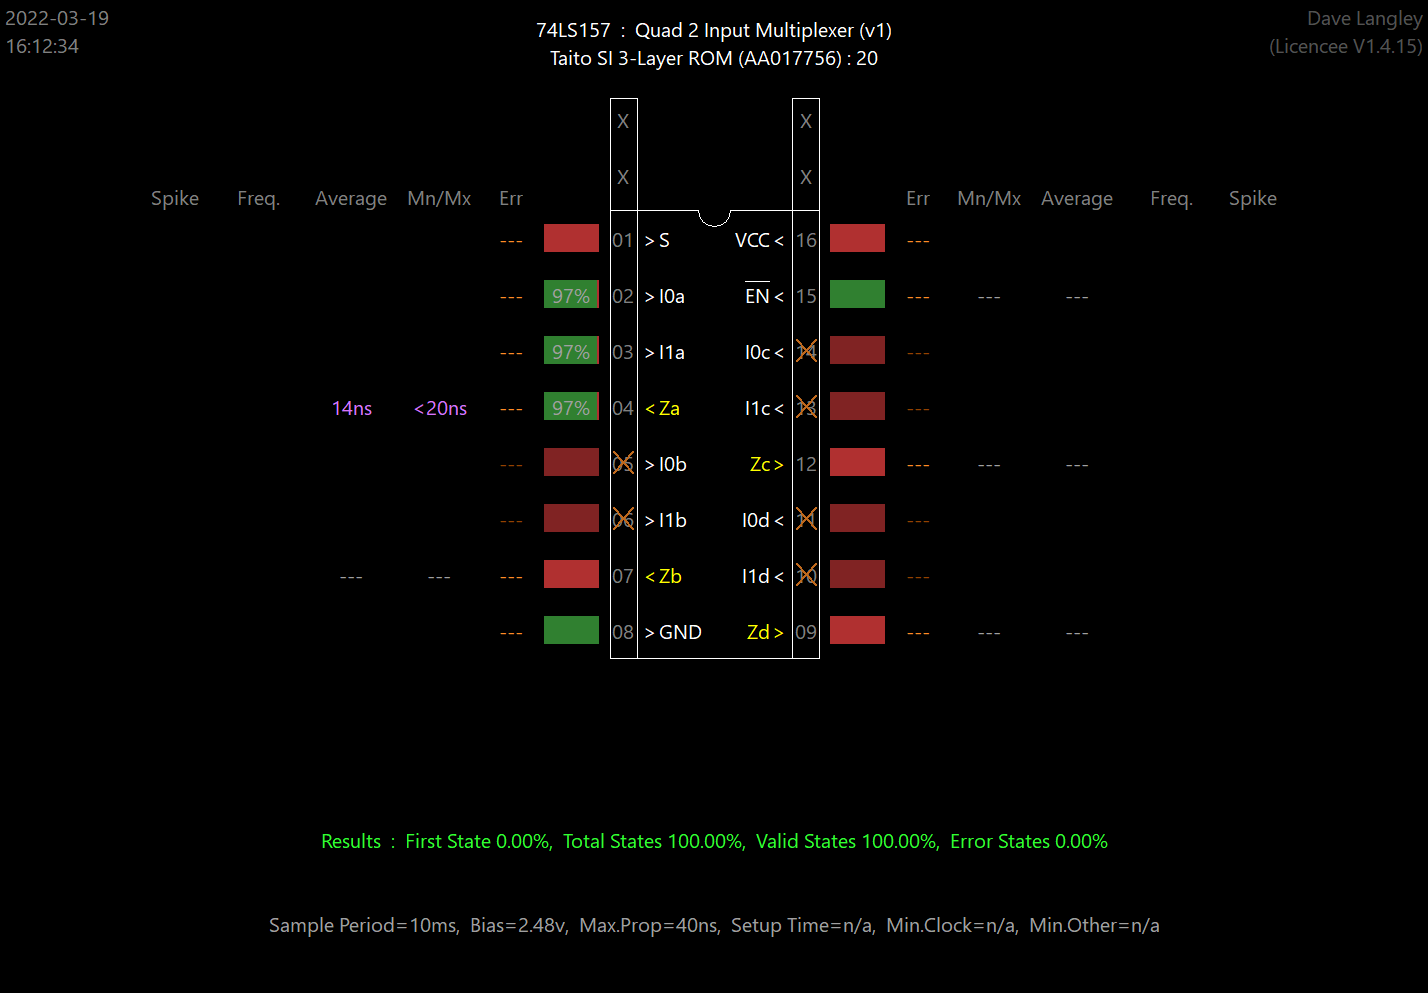 2022-03-19
16:12:34
74LS157 : Quad 2 Input Multiplexer (v1)
Taito SI 3-Layer ROM (AA017756) : 20
Dave Langley
(Licencee V1.4.15)
X X
X X
Spike Freq. Average Mn/Mx Err Err Mn/Mx Average Freq. Spike
--- 01 >S VCC< 16 ---
--- 97% 02 >I0a EN< 15 --- --- ---
--- 97% 03 >I1a I0c< 14 ---
14ns <20ns --- 97% 04 <Za I1c< 13 ---
--- 05 >I0b Zc> 12 --- --- ---
--- 06 >I1b I0d< 11 ---
--- --- --- 07 <Zb I1d< 10 ---
--- 08 >GND Zd> 09 --- --- ---
Results : First State 0.00%, Total States 100.00%, Valid States 100.00%, Error States 0.00%
Sample Period=10ms, Bias=2.48v, Max.Prop=40ns, Setup Time=n/a, Min.Clock=n/a, Min.Other=n/a